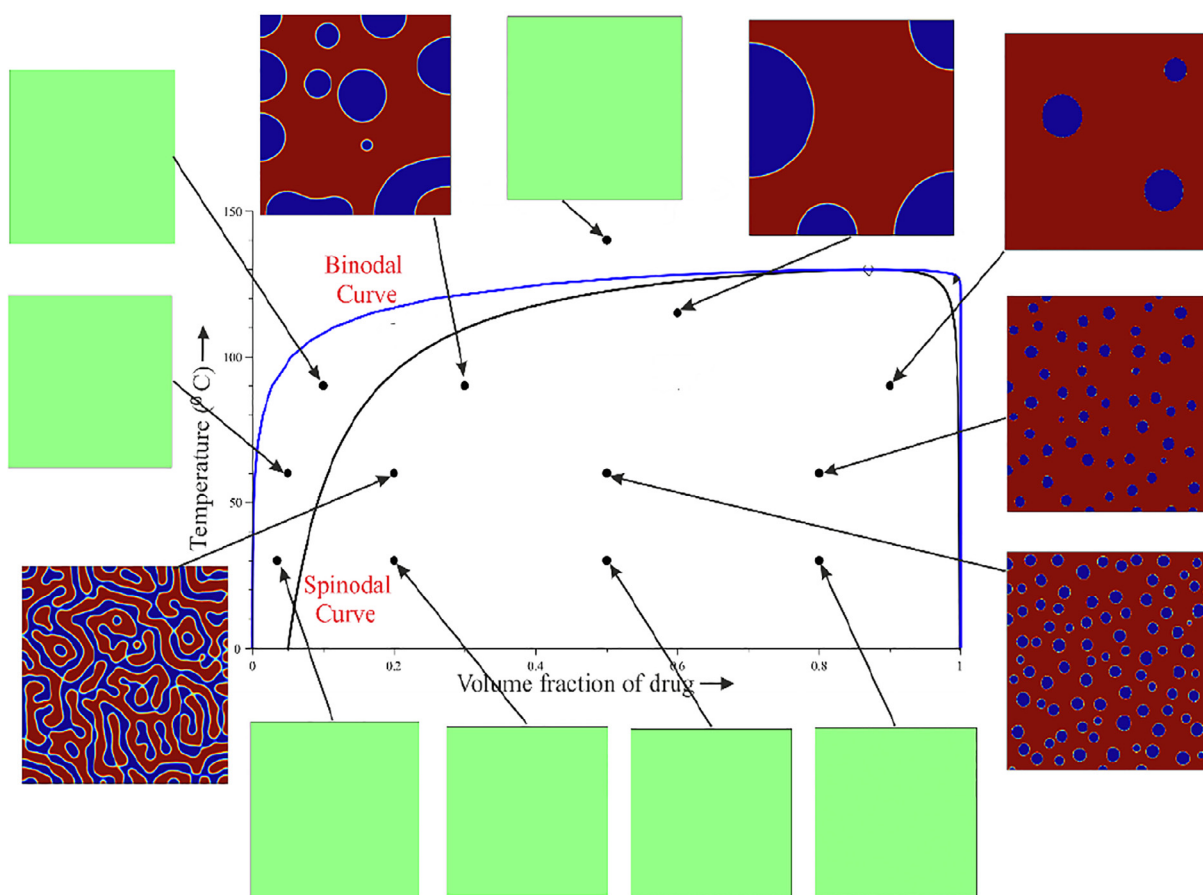 150
Binodal
Curve
100
Temperature (° C) →
50
Spinodal
Curve
0
0
0.2
0.4
0.6
0.8
1
Volume fraction of drug →